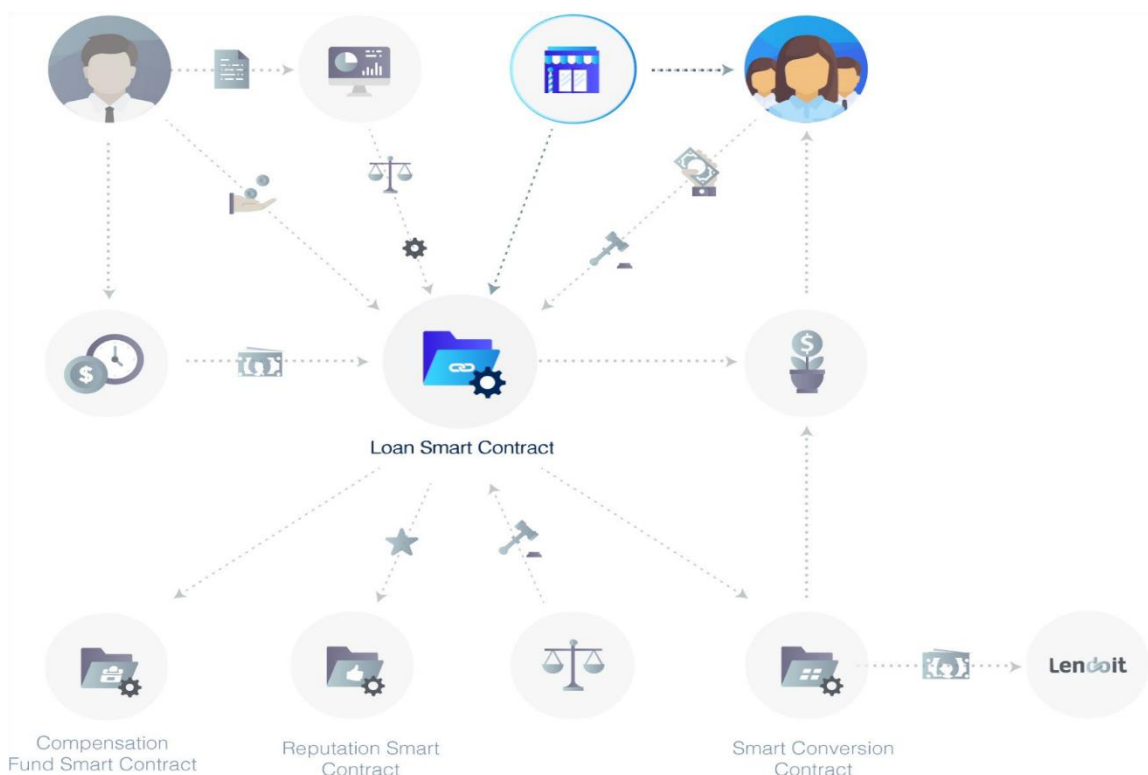 Loan Smart Contract
Lendoit
Compensation
Fund Smart Contract
Reputation Smart
Contract
Smart Conversion
Contract